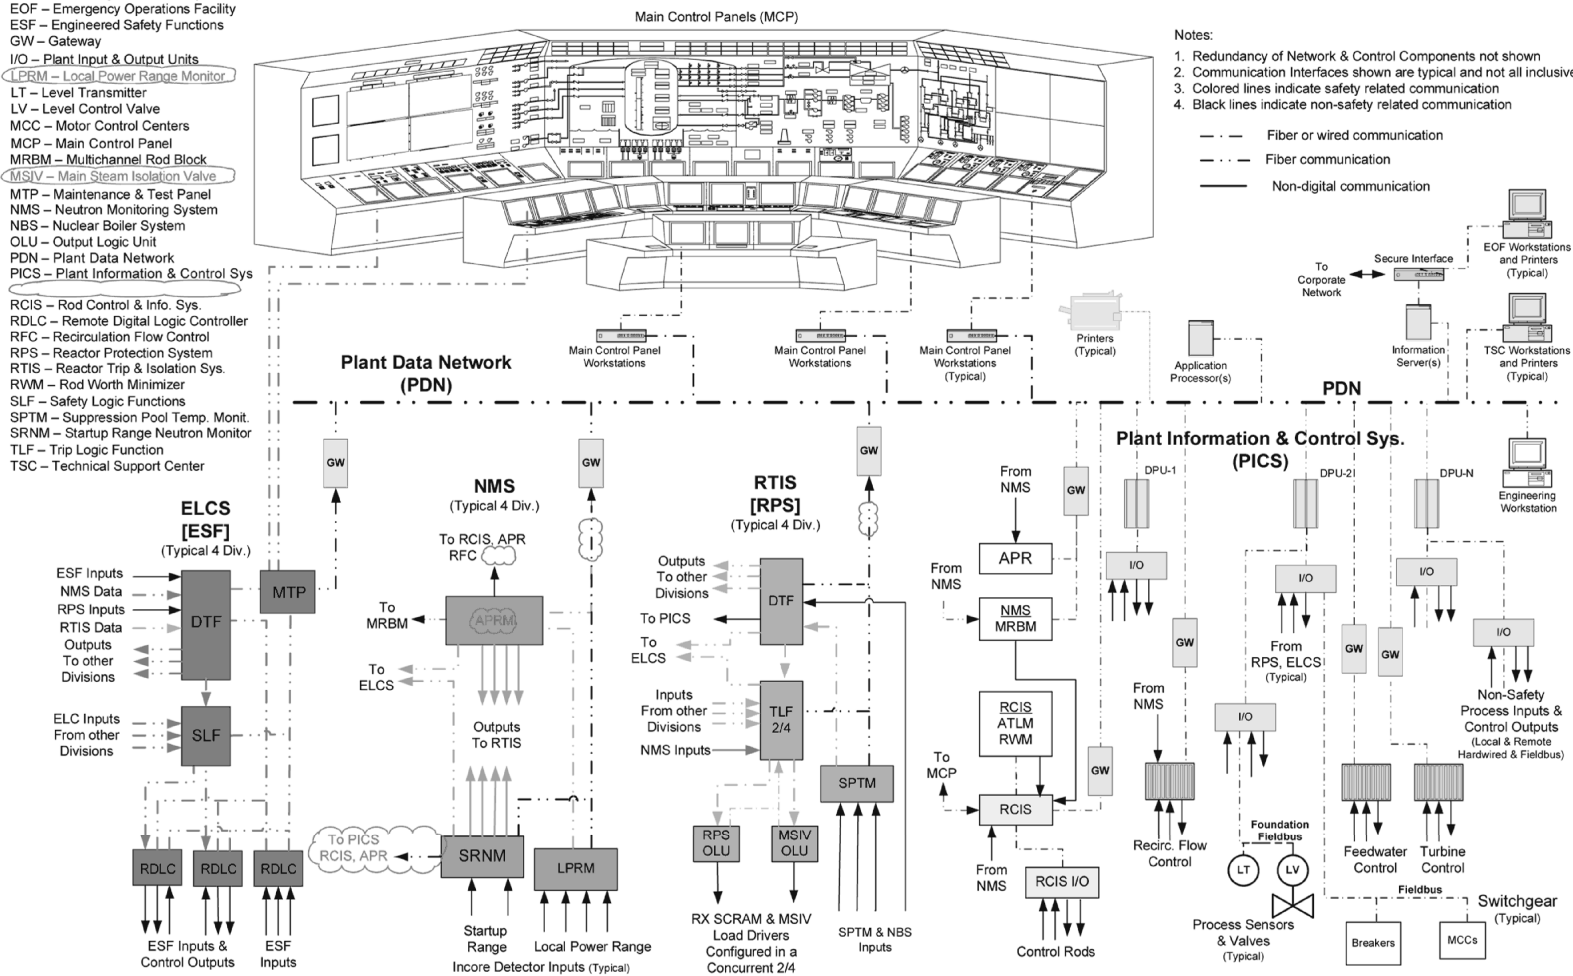 EOF – Emergency Operations Facility
ESF – Engineered Safety Functions
GW – Gateway
I/O – Plant Input & Output Units
LPRM – Local Power Range Monitor
LT – Level Transmitter
LV – Level Control Valve
MCC – Motor Control Centers
MCP – Main Control Panel
MRBM – Multichannel Rod Block
MSIV – Main Steam Isolation Valve
MTP – Maintenance & Test Panel
NMS – Neutron Monitoring System
NBS – Nuclear Boiler System
OLU – Output Logic Unit
PDN – Plant Data Network
PICS – Plant Information & Control Sys
RCIS – Rod Control & Info. Sys.
RDLC – Remote Digital Logic Controller
RFC – Recirculation Flow Control
RPS – Reactor Protection System
RTIS – Reactor Trip & Isolation Sys.
RWM – Rod Worth Minimizer
SLF – Safety Logic Functions
SPTM – Suppression Pool Temp. Monit.
SRNM – Startup Range Neutron Monitor
TLF – Trip Logic Function
TSC – Technical Support Center
Main Control Panels (MCP)
Notes:
1. Redundancy of Network & Control Components not shown
2. Communication Interfaces shown are typical and not all inclusive
3. Colored lines indicate safety related communication
4. Black lines indicate non-safety related communication
Fiber or wired communication
Fiber communication
Non-digital communication
EOF Workstations
and Printers
(Typical)
Secure Interface
To
Corporate
Network
Information
Server(s)
TSC Workstations
and Printers
(Typical)
Printers
(Typical)
Application
Processor(s)
Main Control Panel
Workstations
Main Control Panel
Workstations
Main Control Panel
Workstations
(Typical)
Plant Data Network
(PDN)
PDN
Engineering
Workstation
Plant Information & Control Sys.
(PICS)
ELCS
[ESF]
(Typical 4 Div.)
GW
ESF Inputs
NMS Data
RPS Inputs
RTIS Data
Outputs
To other
Divisions
DTF
MTP
ELC Inputs
From other
Divisions
SLF
RDLC
RDLC
RDLC
ESF Inputs &
Control Outputs
ESF
Inputs
NMS
(Typical 4 Div.)
GW
To RCIS, APR
RFC
To
MRBM
APRM
To
ELCS
Outputs
To RTIS
To PICS
RCIS, APR
SRNM
LPRM
Startup
Range
Local Power Range
Incore Detector Inputs (Typical)
RTIS
[RPS]
(Typical 4 Div.)
GW
Outputs
To other
Divisions
To PICS
To
ELCS
DTF
Inputs
From other
Divisions
NMS Inputs
TLF
2/4
SPTM
RPS
OLU
MSIV
OLU
RX SCRAM & MSIV
Load Drivers
Configured in a
Concurrent 2/4
SPTM & NBS
Inputs
From
NMS
GW
APR
From
NMS
NMS
MRBM
RCIS
ATLM
RWM
To
MCP
GW
RCIS
From
NMS
RCIS I/O
Control Rods
DPU-1
I/O
GW
From
NMS
Recirc. Flow
Control
DPU-2
I/O
From
RPS, ELCS
(Typical)
I/O
Foundation
Fieldbus
LT
LV
Process Sensors
& Valves
(Typical)
GW
GW
DPU-N
I/O
I/O
Non-Safety
Process Inputs &
Control Outputs
(Local & Remote
Hardwired & Fieldbus)
Feedwater
Control
Turbine
Control
Fieldbus
Switchgear
(Typical)
Breakers
MCCs